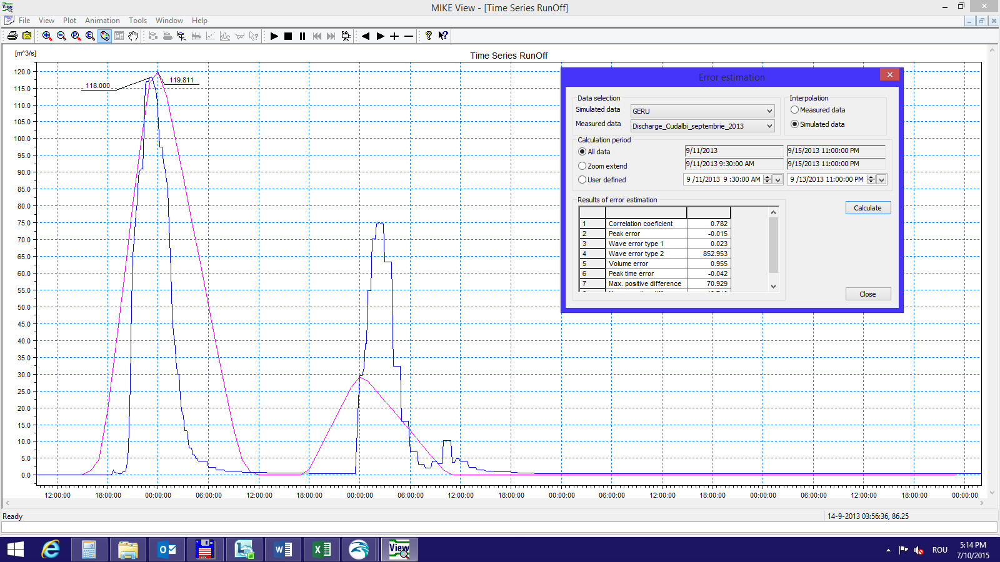 MIKE View - [Time Series RunOff]
File View Plot Animation Tools Window Help
[m^3/s]
Time Series RunOff
120.0
115.0
110.0
105.0
100.0
95.0
90.0
85.0
80.0
75.0
70.0
65.0
60.0
55.0
50.0
45.0
40.0
35.0
30.0
25.0
20.0
15.0
10.0
5.0
0.0
118.000
119.811
12:00:00 18:00:00 00:00:00 06:00:00 12:00:00 18:00:00 00:00:00 06:00:00 12:00:00 18:00:00 00:00:00 06:00:00 12:00:00 18:00:00 00:00:00 06:00:00 12:00:00 18:00:00 00:00:00
Error estimation
Data selection
Simulated data GERU
Measured data Discharge_Cudalbi_septembrie_2013
Interpolation
Measured data
Simulated data
Calculation period
All data 9/11/2013 9/15/2013 11:00:00 PM
Zoom extend 9/11/2013 9:30:00 AM 9/15/2013 11:00:00 PM
User defined 9 /11/2013 9 :30:00 AM 9 /13/2013 11:00:00 PM
Results of error estimation
1 Correlation coeficient 0.782
2 Peak error -0.015
3 Wave error type 1 0.023
4 Wave error type 2 852.953
5 Volume error 0.955
6 Peak time error -0.042
7 Max. positive difference 70.929
Calculate
Close
Ready
14-9-2013 03:56:36, 86.25
View
ROU
5:14 PM
7/10/2015